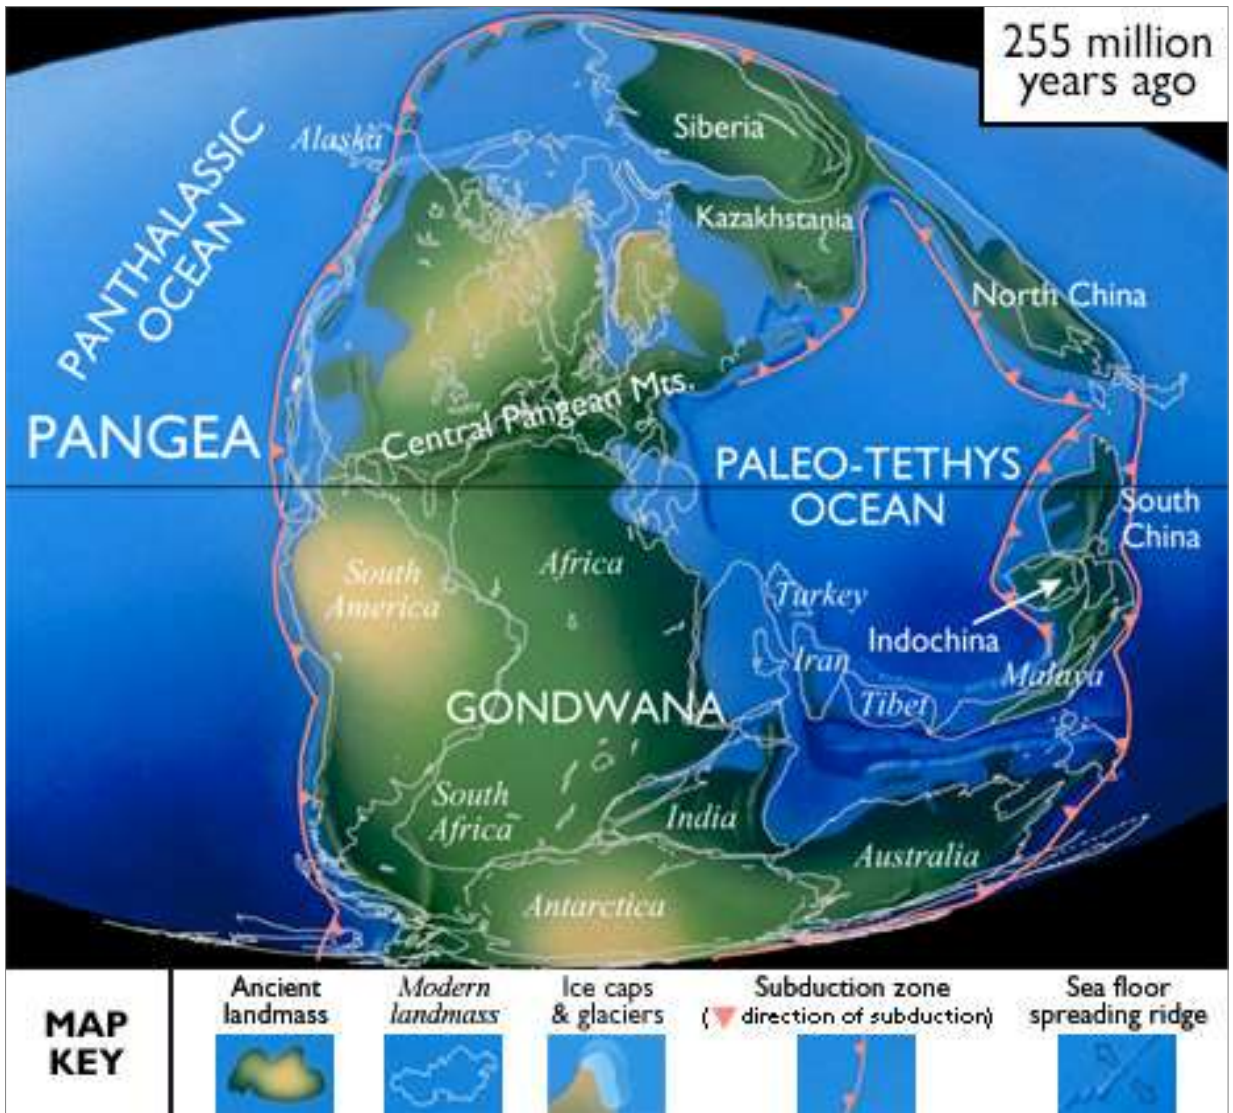 255 million
years ago
Siberia
Alaska
Kazakhstania
PANTHALASSIC
OCEAN
North China
Central Pangean Mts.
PANGEA
PALEO-TETHYS
OCEAN
South
China
Africa
South
America
Turkey
Indochina
Iran
Malaya
Tibet
GONDWANA
South
Africa
India
Australia
Antarctica
MAP
KEY
Ancient
landmass
Modern
landmass
Ice caps
& glaciers
Subduction zone
(▼ direction of subduction)
Sea floor
spreading ridge